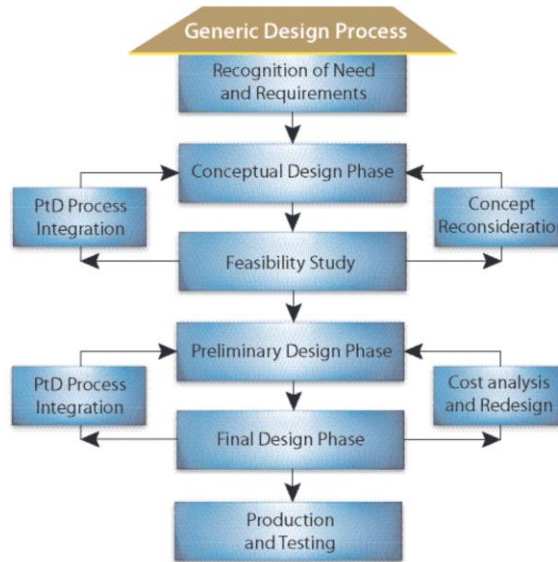 Generic Design Process
Recognition of Need
and Requirements
Conceptual Design Phase
PtD Process
Integration
Concept
Reconsideration
Feasibility Study
Preliminary Design Phase
PtD Process
Integration
Cost analysis
and Redesign
Final Design Phase
Production
and Testing